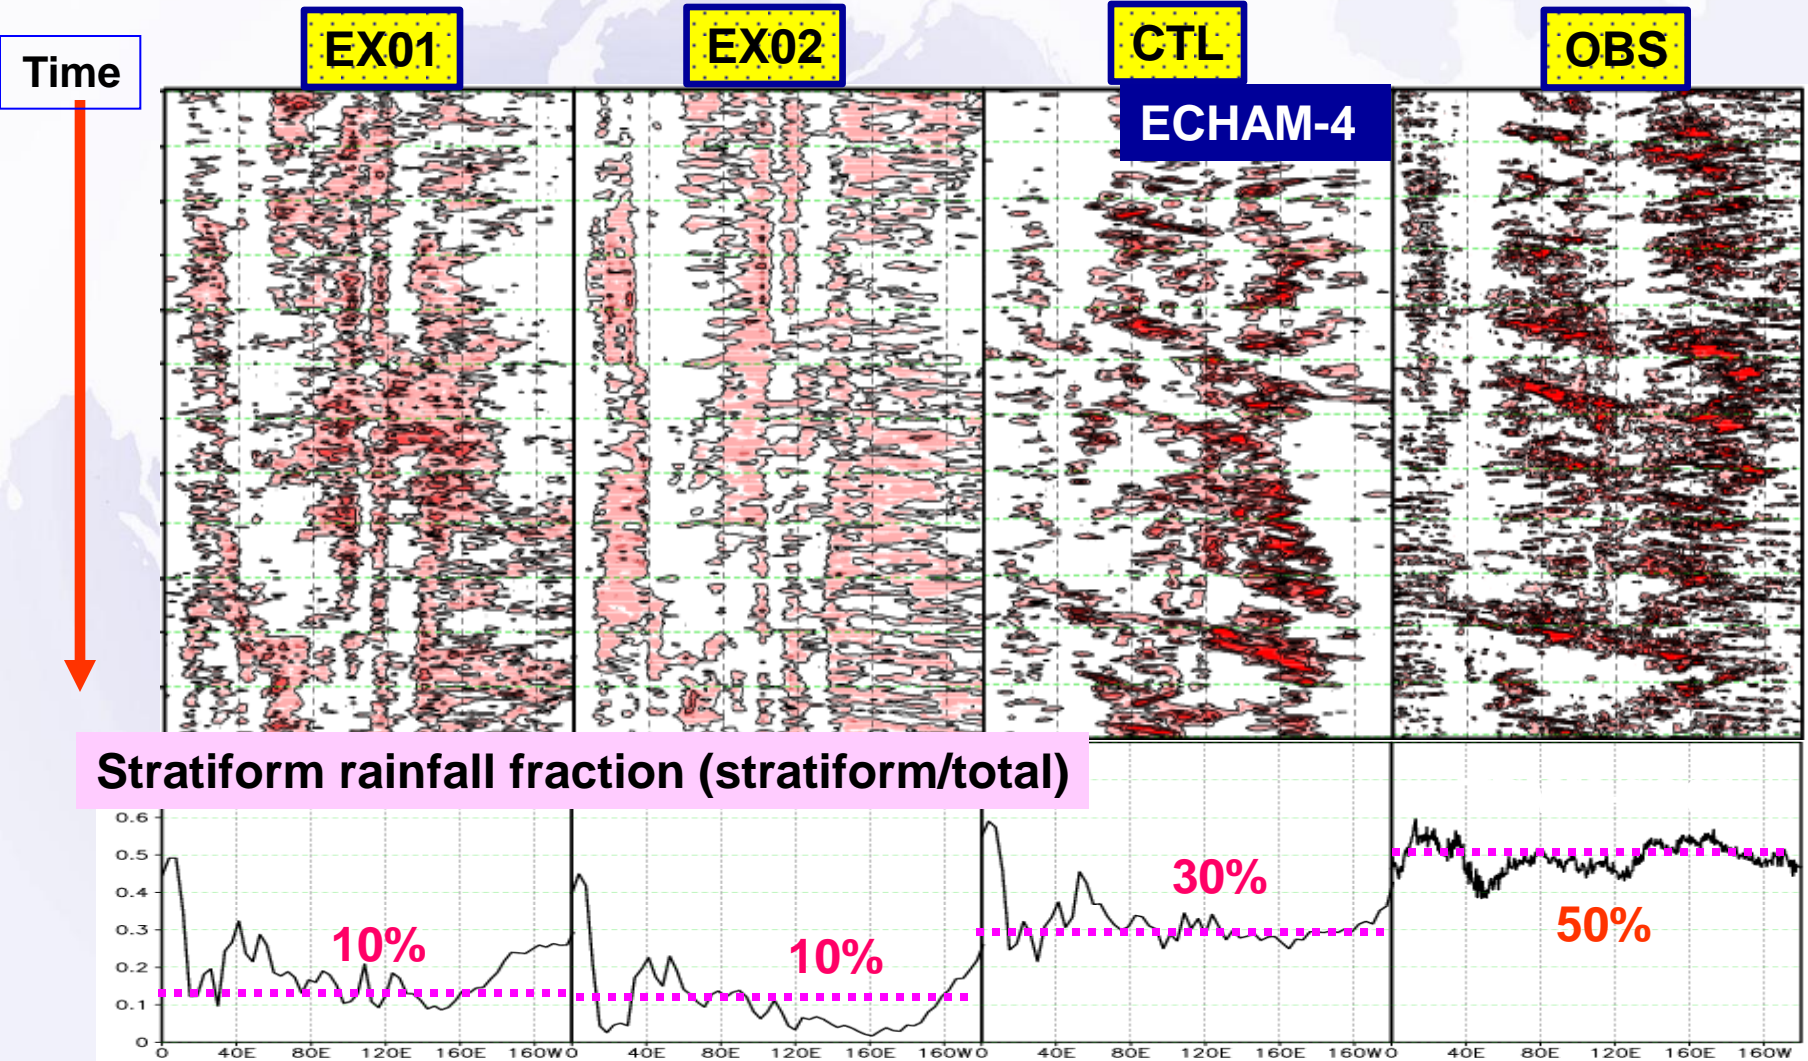 EX01
EX02
CTL
OBS
Time
ECHAM-4
Stratiform rainfall fraction (stratiform/total)
0.6
0.5
0.4
0.3
0.2
0.1
0
10%
10%
30%
50%
0 40E 80E 120E 160E 160W 0 40E 80E 120E 160E 160W 0 40E 80E 120E 160E 160W 0 40E 80E 120E 160E 160W